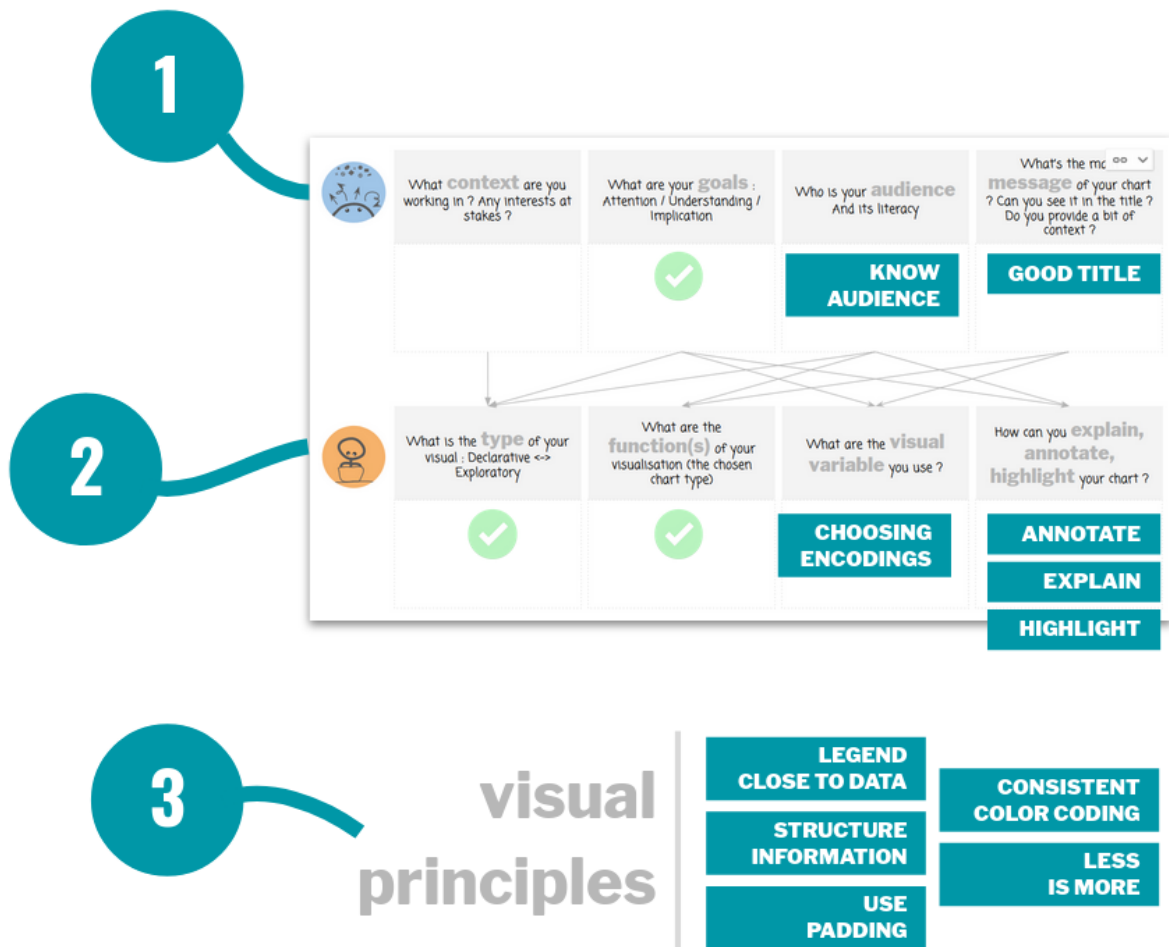 1
What context are you
working in ? Any interests at
stakes ?
What are your goals :
Attention / Understanding /
Implication
Who is your audience
And its literacy
What's the
message of your chart
? Can you see it in the title ?
Do you provide a bit of
context ?
KNOW
AUDIENCE
GOOD TITLE
2
What is the type of your
visual : Declarative <->
Exploratory
What are the
function(s) of your
visualisation (the chosen
chart type)
What are the visual
variable you use ?
How can you explain,
annotate,
highlight your chart ?
CHOOSING
ENCODINGS
ANNOTATE
EXPLAIN
HIGHLIGHT
3
visual
principles
LEGEND
CLOSE TO DATA
STRUCTURE
INFORMATION
USE
PADDING
CONSISTENT
COLOR CODING
LESS
IS MORE